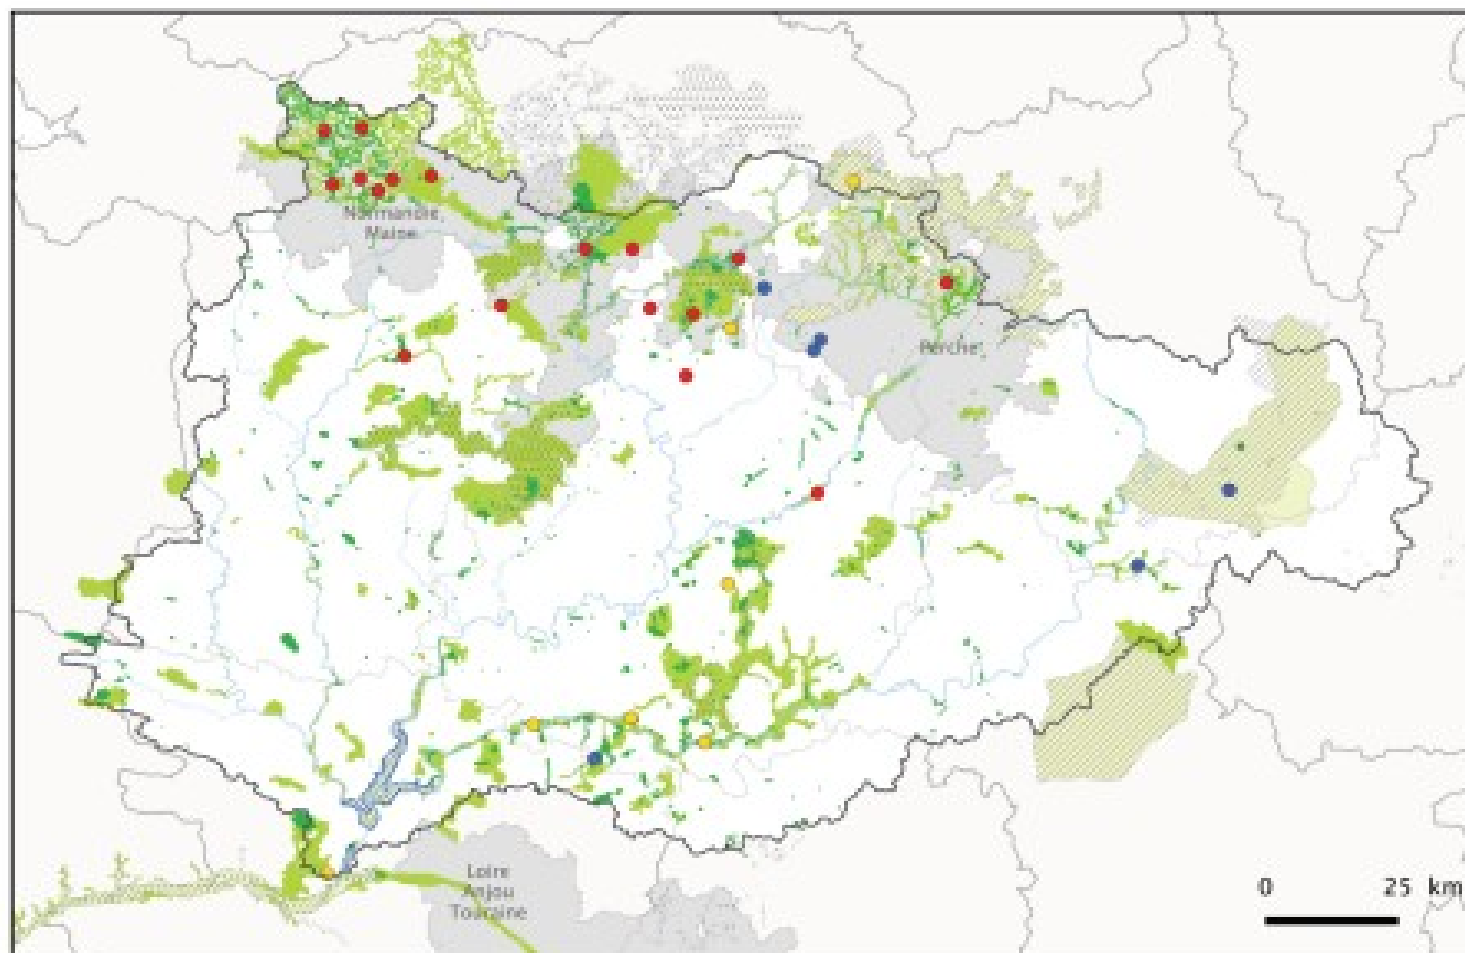 Normandie
Maine
Perche
Loire
Anjou
Touraine
0 25 km